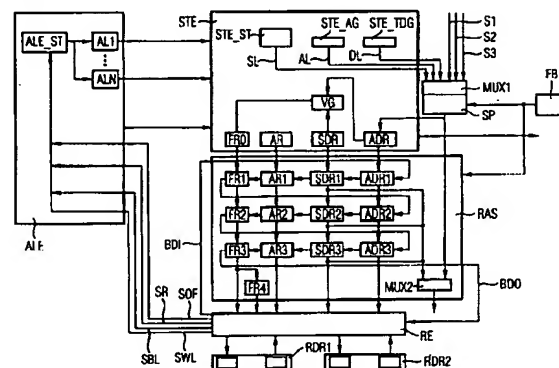 ALE_ST
AL1
ALN
ALE
STE
STE_ST
STE_AG
STE_TDG
SL
AL
DL
VG
S1
S2
S3
MUX1
SP
FB
FR0
AR
SDR
ADR
FR1
AR1
SDR1
ADR1
RAS
BDI
FR2
AR2
SDR2
ADR2
FR3
AR3
SDR3
ADR3
FR4
MUX2
BDO
SR
SOF
SBL
SWL
RE
RDR1
RDR2